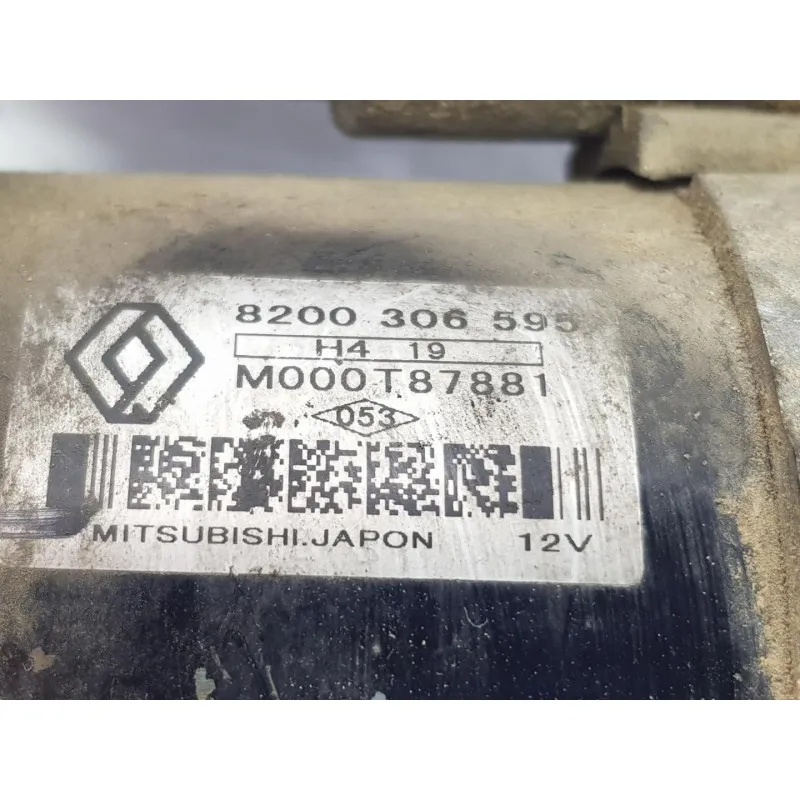 8200 306 595
H4 19
M000T87881
053
MITSUBISHI.JAPON 12V